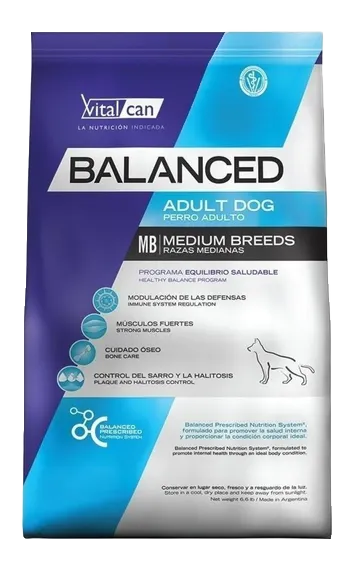 Vital can
LA NUTRICIÓN INDICADA
BALANCED
ADULT DOG
PERRO ADULTO
MB MEDIUM BREEDS
RAZAS MEDIANAS
PROGRAMA EQUILIBRIO SALUDABLE
HEALTHY BALANCE PROGRAM
MODULACIÓN DE LAS DEFENSAS
IMMUNE SYSTEM REGULATION
MÚSCULOS FUERTES
STRONG MUSCLES
CUIDADO ÓSEO
BONE CARE
CONTROL DEL SARRO Y LA HALITOSIS
PLAQUE AND HALITOSIS CONTROL
BALANCED
PRESCRIBED
NUTRITION SYSTEM
Balanced Prescribed Nutrition System®,
formulado para promover la salud interna
y proporcionar la condición corporal ideal.
Balanced Prescribed Nutrition System®, formulated to
promote internal health through an ideal body condition.
Conservar en lugar seco, fresco y a resguardo de la luz.
Store in a cool, dry place and keep away from sunlight.
Net weight 6,6 lb / Made in Argentina